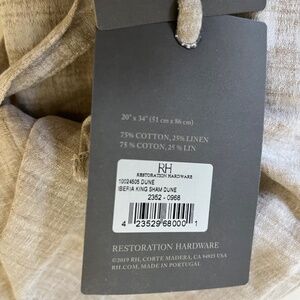 20" x 34" (51 cm x 86 cm)
75% COTTON, 25% LINEN
75 % COTON, 25 % LIN
RH
RESTORATION HARDWARE
10024605 DUNE
IBERIA KING SHAM DUNE
2352 - 0968
4 23529 68000 1
RESTORATION HARDWARE
©2019 RH, CORTE MADERA, CA 94925 USA
RH.COM, MADE IN PORTUGAL